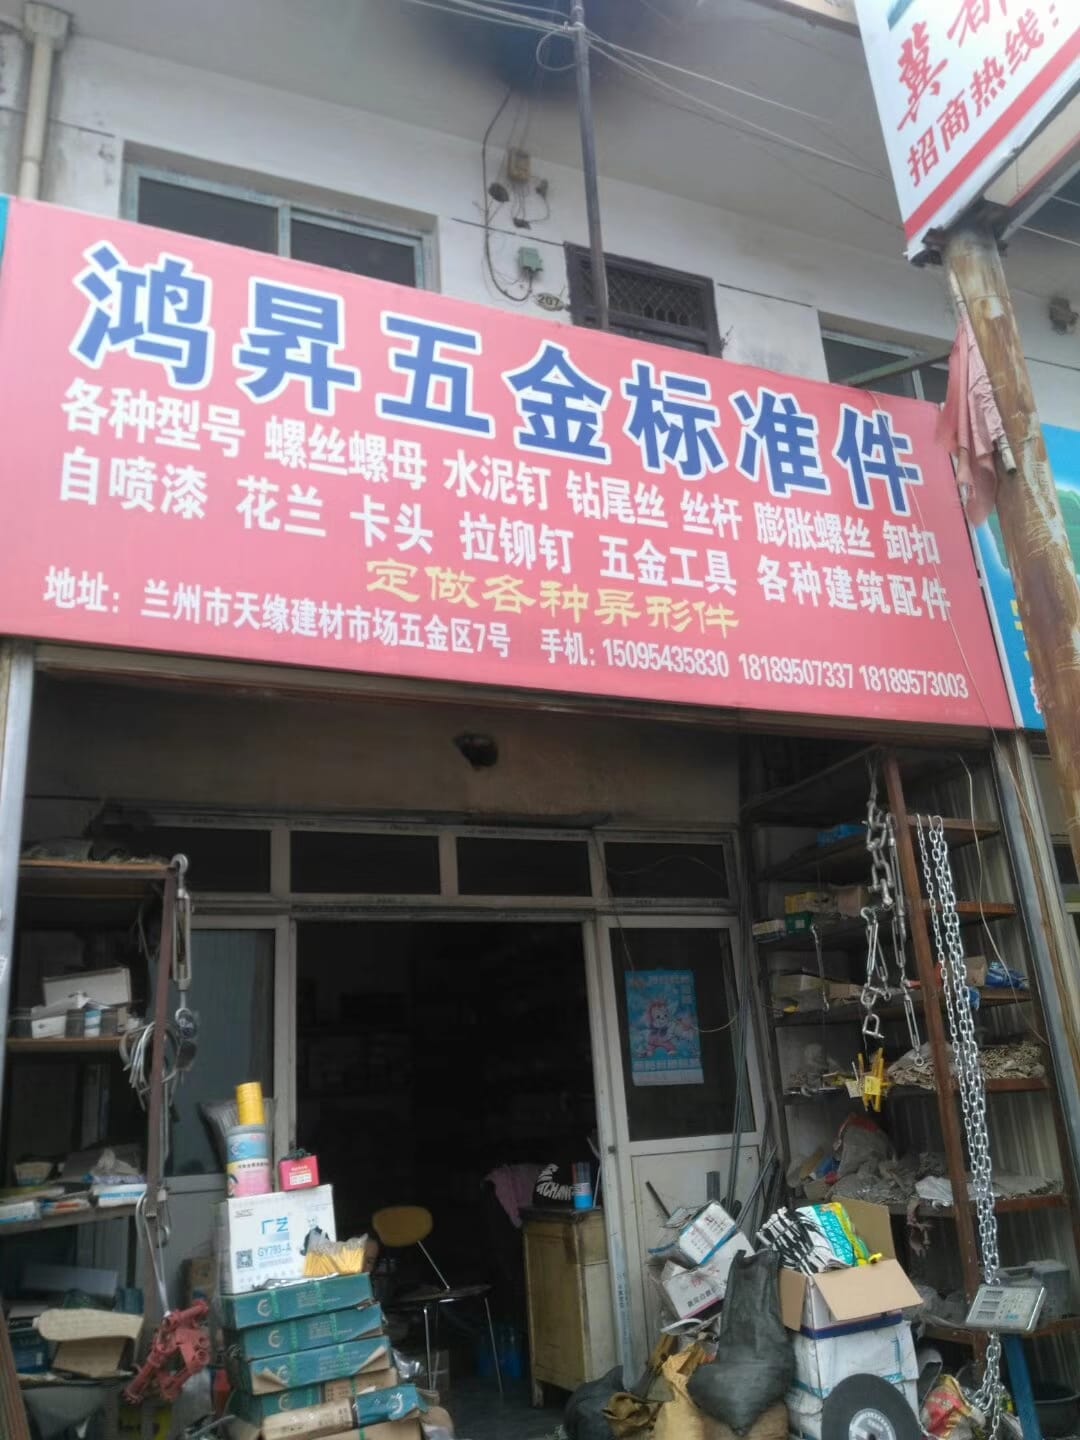 冀
招商热线：
鸿昇五金标准件
各种型号 螺丝螺母 水泥钉 钻尾丝 丝杆 膨胀螺丝 卸扣
自喷漆 花兰 卡头 拉铆钉 五金工具 各种建筑配件
定做各种异形件
地址：兰州市天缘建材市场五金区7号 手机：15095435830 18189507337 18189573003
207
广艺
GY793-A